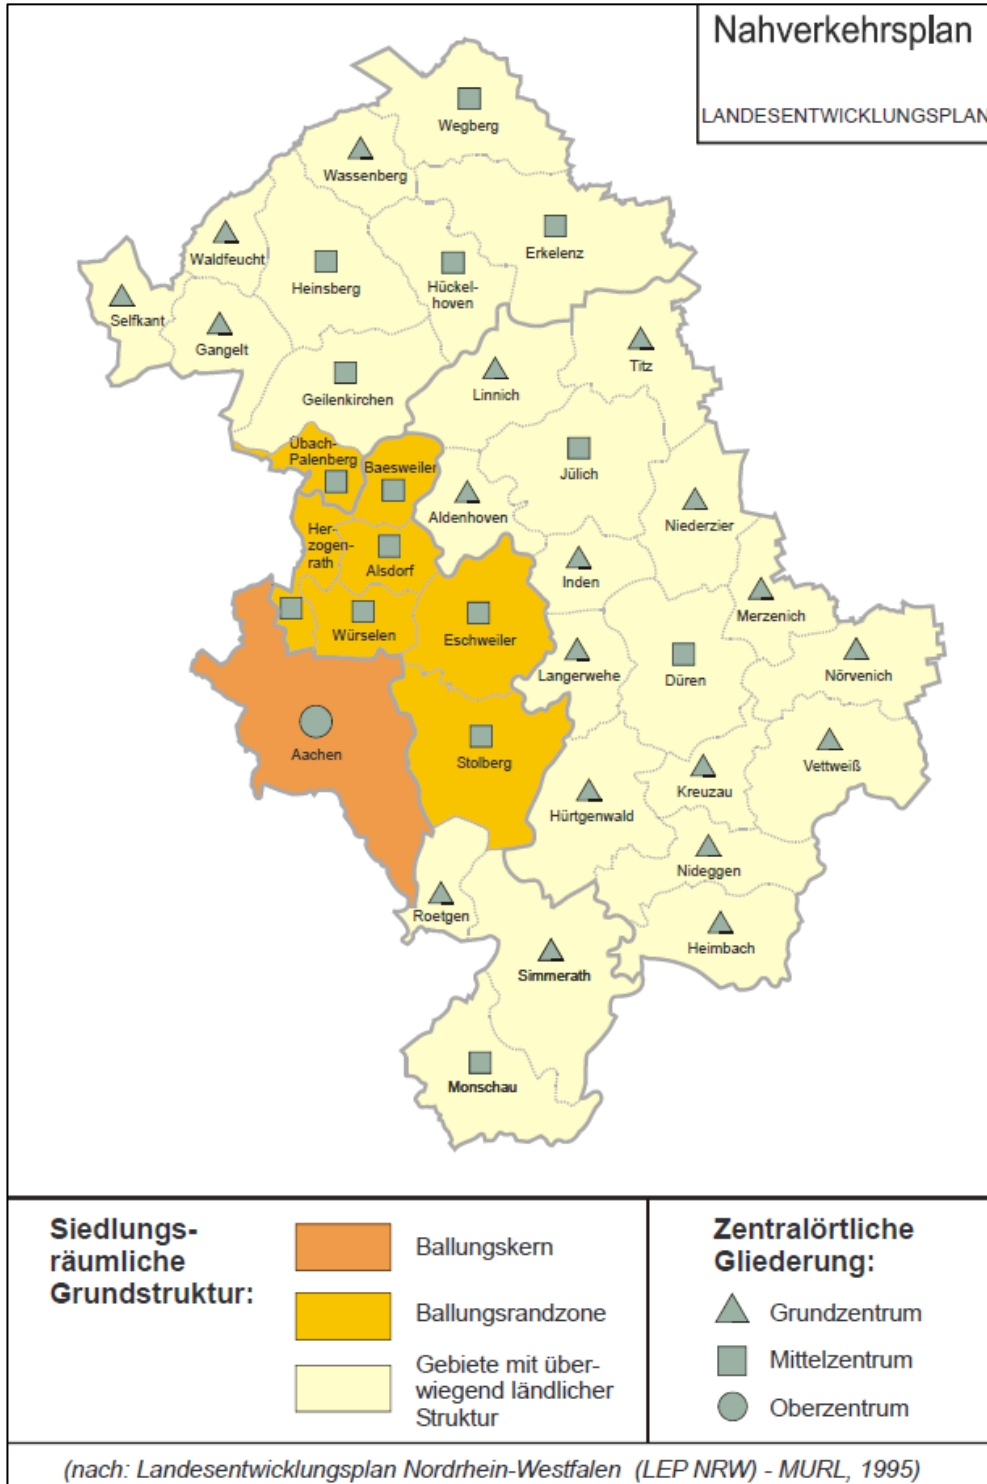 Nahverkehrsplan
LANDESENTWICKLUNGSPLAN
Wegberg
Wassenberg
Erkelenz
Waldfeucht
Heinsberg
Hückel-
hoven
Selfkant
Gangelt
Titz
Geilenkirchen
Linnich
Übach-
Palenberg
Baesweiler
Jülich
Aldenhoven
Niederzier
Her-
zogen-
rath
Alsdorf
Inden
Merzenich
Würselen
Eschweiler
Langerwehe
Düren
Nörvenich
Aachen
Stolberg
Vettweiß
Kreuzau
Hürtgenwald
Nideggen
Roetgen
Heimbach
Simmerath
Monschau
Siedlungs-
räumliche
Grundstruktur:
Ballungskern
Ballungsrandzone
Gebiete mit über-
wiegend ländlicher
Struktur
Zentralörtliche
Gliederung:
Grundzentrum
Mittelzentrum
Oberzentrum
(nach: Landesentwicklungsplan Nordrhein-Westfalen (LEP NRW) - MURL, 1995)